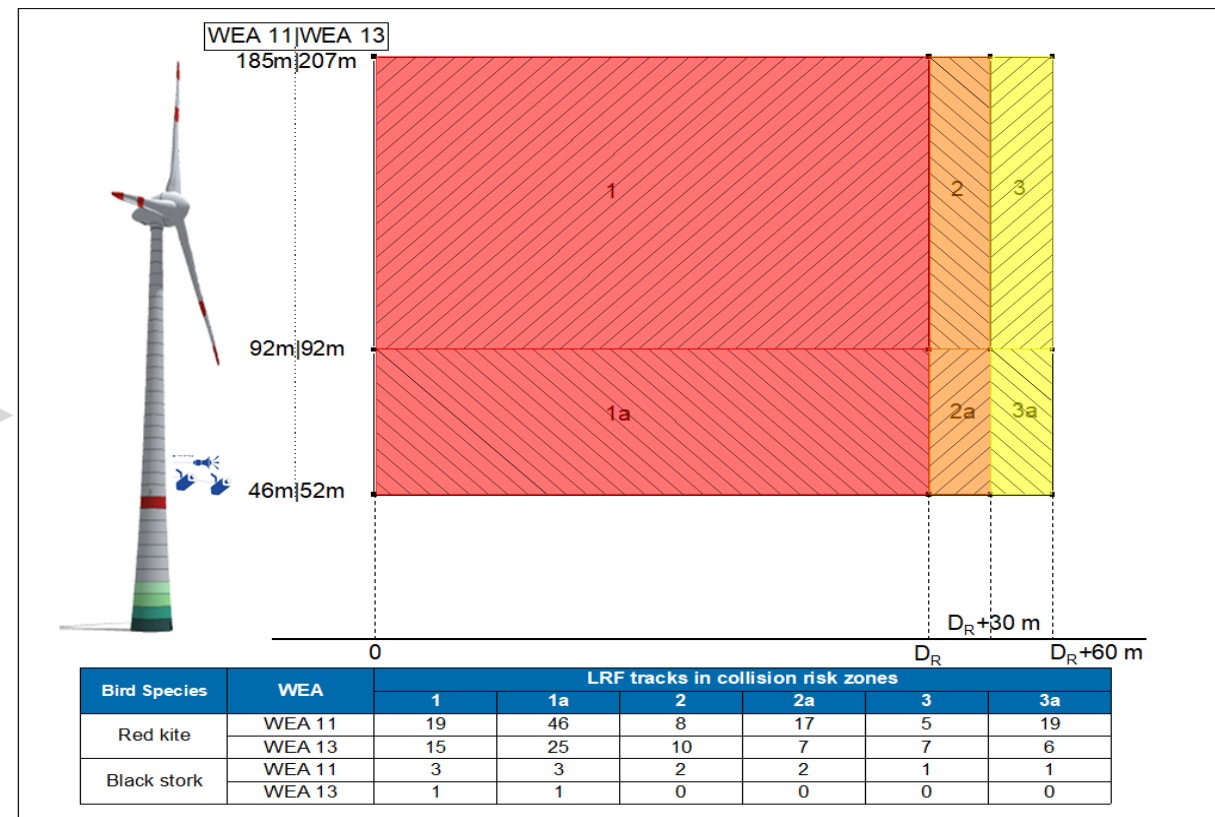 WEA 11|WEA 13
185m|207m
1
2
3
92m|92m
1a
2a
3a
46m|52m
D_R+30 m
0
D_R
D_R+60 m
Bird Species WEA LRF tracks in collision risk zones
1 1a 2 2a 3 3a
Red kite WEA 11 19 46 8 17 5 19
WEA 13 15 25 10 7 7 6
Black stork WEA 11 3 3 2 2 1 1
WEA 13 1 1 0 0 0 0